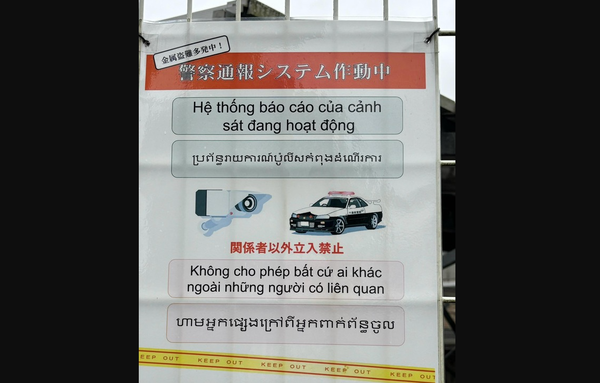 金属盗難多発中！
警察通報システム作動中
Hệ thống báo cáo của cảnh
sát đang hoạt động
ប្រព័ន្ធរាយការណ៍ប៉ូលីសកំពុងដំណើរការ
関係者以外立入禁止
Không cho phép bất cứ ai khác
ngoài những người có liên quan
ហាមអ្នកផ្សេងក្រៅពីអ្នកពាក់ព័ន្ធចូល
KEEP OUT KEEP OUT KEEP OUT KEEP OUT KEEP OUT